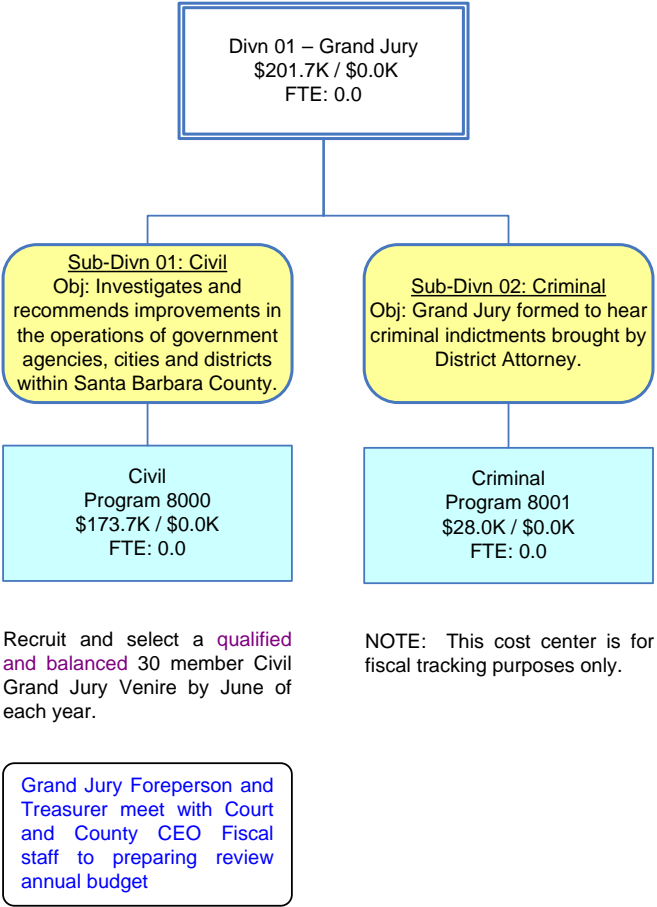 Divn 01 – Grand Jury
$201.7K / $0.0K
FTE: 0.0
Sub-Divn 01: Civil
Obj: Investigates and
recommends improvements in
the operations of government
agencies, cities and districts
within Santa Barbara County.
Sub-Divn 02: Criminal
Obj: Grand Jury formed to hear
criminal indictments brought by
District Attorney.
Civil
Program 8000
$173.7K / $0.0K
FTE: 0.0
Criminal
Program 8001
$28.0K / $0.0K
FTE: 0.0
Recruit and select a qualified
and balanced 30 member Civil
Grand Jury Venire by June of
each year.
NOTE: This cost center is for
fiscal tracking purposes only.
Grand Jury Foreperson and
Treasurer meet with Court
and County CEO Fiscal
staff to preparing review
annual budget